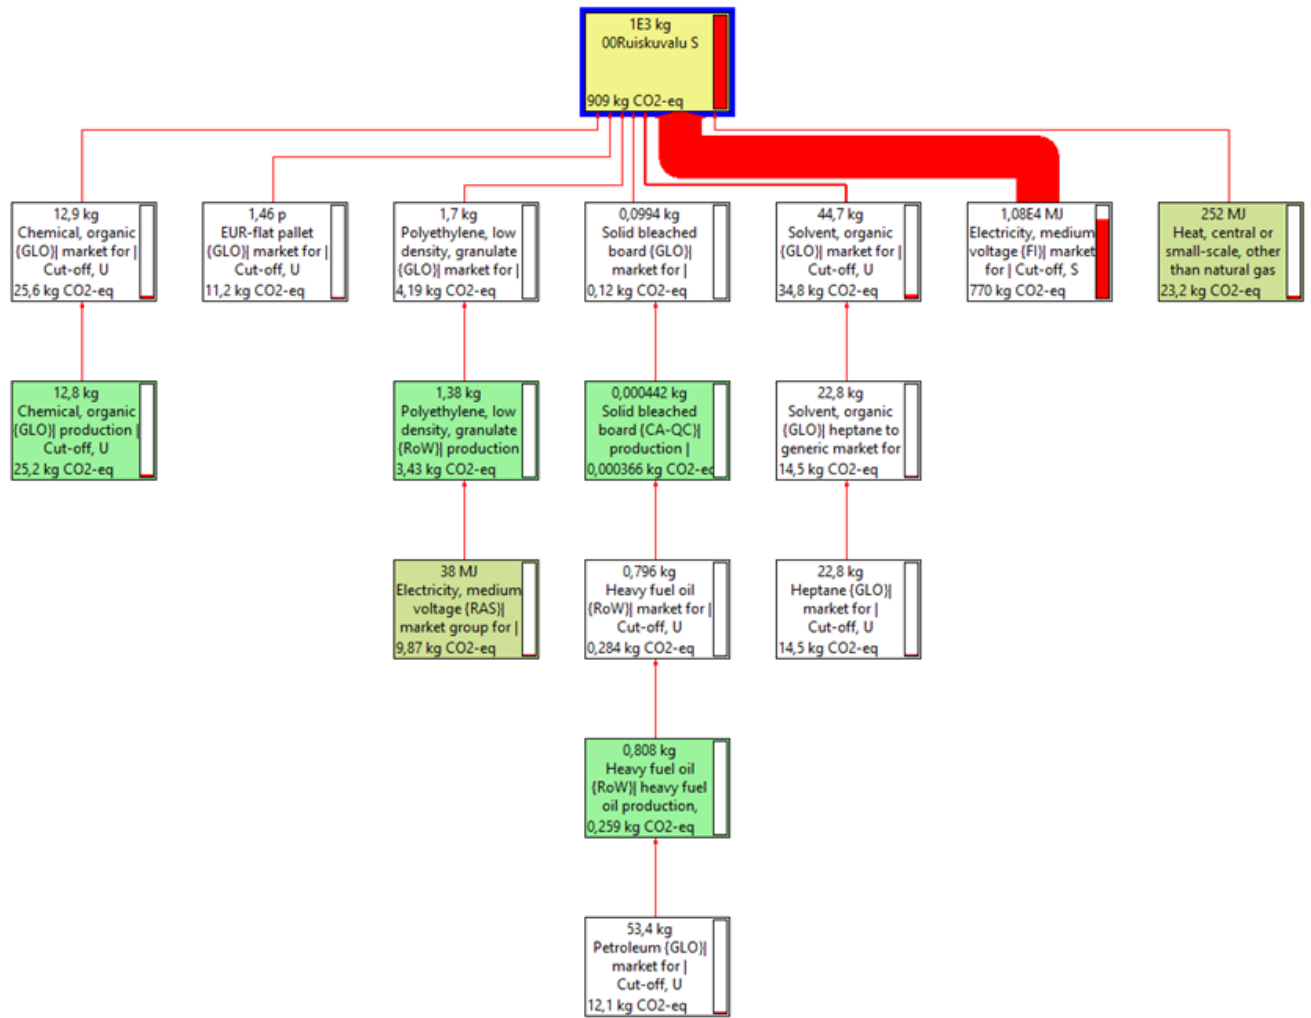 1E3 kg
00Ruiskuvalu S
909 kg CO2-eq
12,9 kg
Chemical, organic
{GLO}| market for |
Cut-off, U
25,6 kg CO2-eq
1,46 p
EUR-flat pallet
{GLO}| market for |
Cut-off, U
11,2 kg CO2-eq
1,7 kg
Polyethylene, low
density, granulate
{GLO}| market for |
4,19 kg CO2-eq
0,0994 kg
Solid bleached
board {GLO}|
market for |
0,12 kg CO2-eq
44,7 kg
Solvent, organic
{GLO}| market for |
Cut-off, U
34,8 kg CO2-eq
1,08E4 MJ
Electricity, medium
voltage {FI}| market
for | Cut-off, S
770 kg CO2-eq
252 MJ
Heat, central or
small-scale, other
than natural gas
23,2 kg CO2-eq
12,8 kg
Chemical, organic
{GLO}| production |
Cut-off, U
25,2 kg CO2-eq
1,38 kg
Polyethylene, low
density, granulate
{RoW}| production
3,43 kg CO2-eq
0,000442 kg
Solid bleached
board {CA-QC}|
production |
0,000366 kg CO2-eq
22,8 kg
Solvent, organic
{GLO}| heptane to
generic market for
14,5 kg CO2-eq
38 MJ
Electricity, medium
voltage {RAS}|
market group for |
9,87 kg CO2-eq
0,796 kg
Heavy fuel oil
{RoW}| market for |
Cut-off, U
0,284 kg CO2-eq
22,8 kg
Heptane {GLO}|
market for |
Cut-off, U
14,5 kg CO2-eq
0,808 kg
Heavy fuel oil
{RoW}| heavy fuel
oil production,
0,259 kg CO2-eq
53,4 kg
Petroleum {GLO}|
market for |
Cut-off, U
12,1 kg CO2-eq